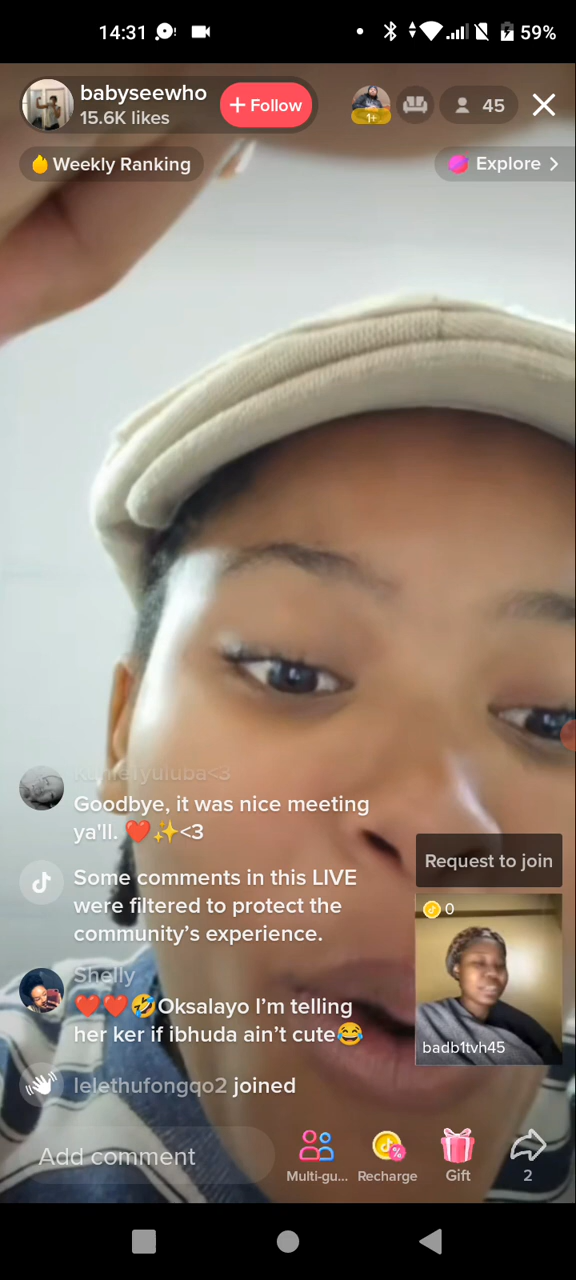 14:31
59%
babyseewho
15.6K likes
+ Follow
1+
45
Weekly Ranking
Explore >
Goodbye, it was nice meeting
ya'll. ❤️✨<3
Request to join
Some comments in this LIVE
were filtered to protect the
community's experience.
0
Shelly
❤️❤️🤣Oksalayo I'm telling
her ker if ibhuda ain't cute😂
badb1tvh45
lelethufongqo2 joined
Add comment
Multi-gu...
Recharge
Gift
2